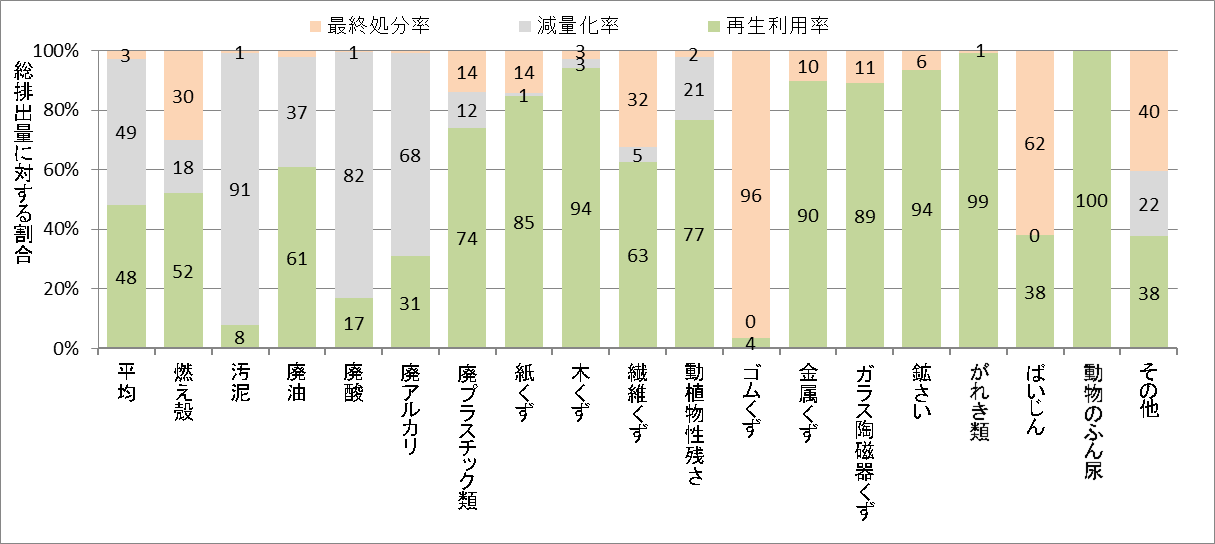 最終処分率 減量化率 再生利用率
総排出量に対する割合
100%
80%
60%
40%
20%
0%
3
49
48
30
18
52
1
91
8
37
61
1
82
17
68
31
14
12
74
14
1
85
3
3
94
32
5
63
2
21
77
96
0
4
10
90
11
89
6
94
1
99
62
0
38
100
40
22
38
平均
燃え殻
汚泥
廃油
廃酸
廃アルカリ
廃プラスチック類
紙くず
木くず
繊維くず
動植物性残さ
ゴムくず
金属くず
ガラス陶磁器くず
鉱さい
がれき類
ばいじん
動物のふん尿
その他